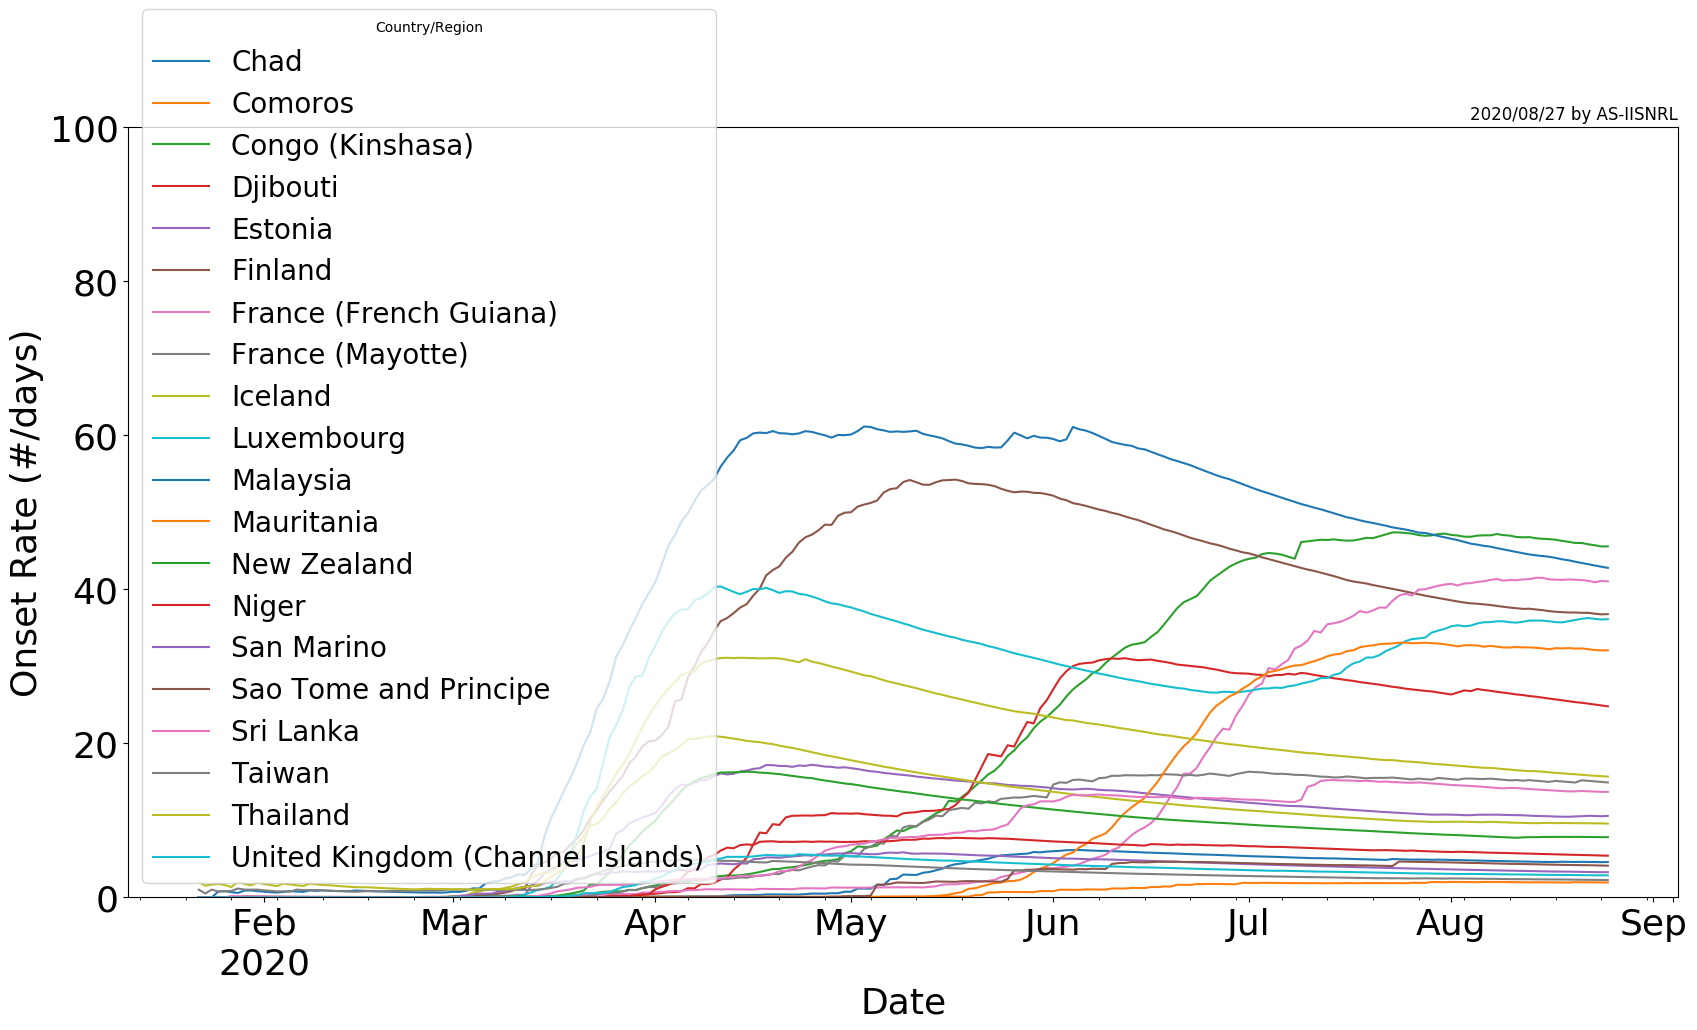 Country/Region
Chad
Comoros
Congo (Kinshasa)
Djibouti
Estonia
Finland
France (French Guiana)
France (Mayotte)
Iceland
Luxembourg
Malaysia
Mauritania
New Zealand
Niger
San Marino
Sao Tome and Principe
Sri Lanka
Taiwan
Thailand
United Kingdom (Channel Islands)
2020/08/27 by AS-IISNRL
100
80
60
40
20
0
Onset Rate (#/days)
Feb Mar Apr May Jun Jul Aug Sep
2020
Date